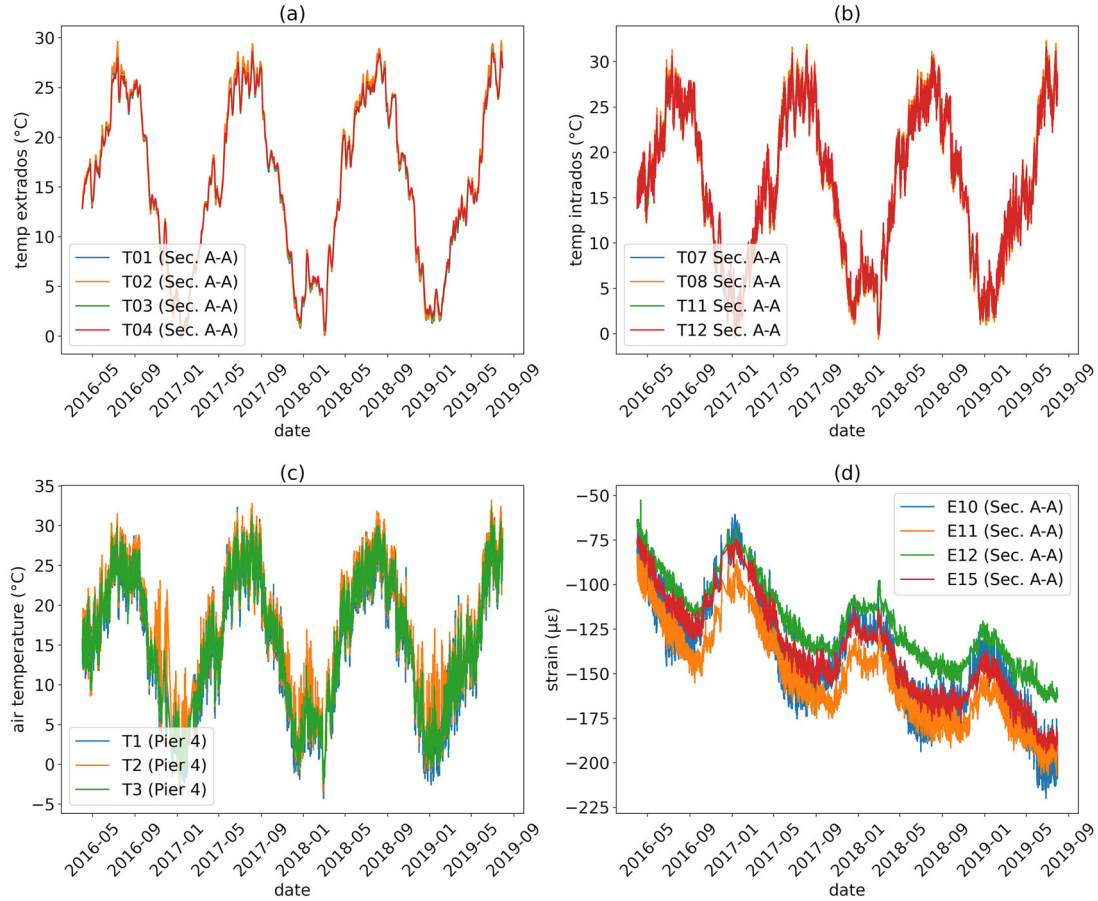 (a)
temp extrados (°C)
30
25
20
15
10
5
0
T01 (Sec. A-A)
T02 (Sec. A-A)
T03 (Sec. A-A)
T04 (Sec. A-A)
2016-05
2016-09
2017-01
2017-05
2017-09
2018-01
2018-05
2018-09
2019-01
2019-05
2019-09
date
(b)
temp intrados (°C)
30
25
20
15
10
5
0
T07 Sec. A-A
T08 Sec. A-A
T11 Sec. A-A
T12 Sec. A-A
2016-05
2016-09
2017-01
2017-05
2017-09
2018-01
2018-05
2018-09
2019-01
2019-05
2019-09
date
(c)
air temperature (°C)
35
30
25
20
15
10
5
0
−5
T1 (Pier 4)
T2 (Pier 4)
T3 (Pier 4)
2016-05
2016-09
2017-01
2017-05
2017-09
2018-01
2018-05
2018-09
2019-01
2019-05
2019-09
date
(d)
strain (με)
−50
−75
−100
−125
−150
−175
−200
−225
E10 (Sec. A-A)
E11 (Sec. A-A)
E12 (Sec. A-A)
E15 (Sec. A-A)
2016-05
2016-09
2017-01
2017-05
2017-09
2018-01
2018-05
2018-09
2019-01
2019-05
2019-09
date